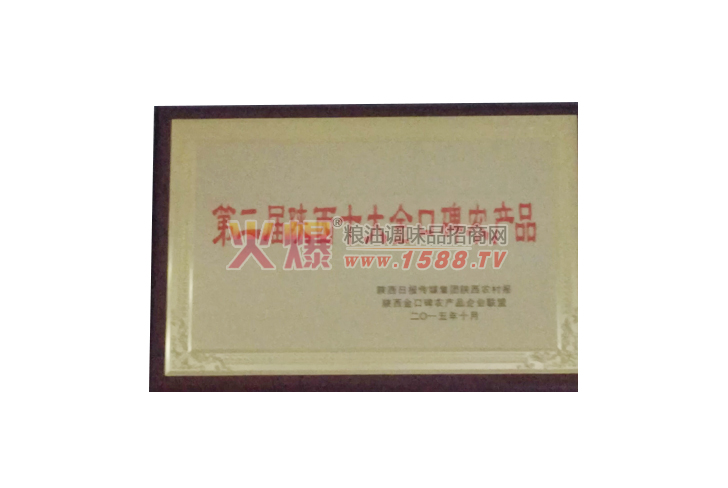 第二届陕西十大金口碑农产品
火爆® 粮油调味品招商网
www.1588.TV
陕西日报传媒集团陕西农村报
陕西金口碑农产品企业联盟
二〇一五年十月